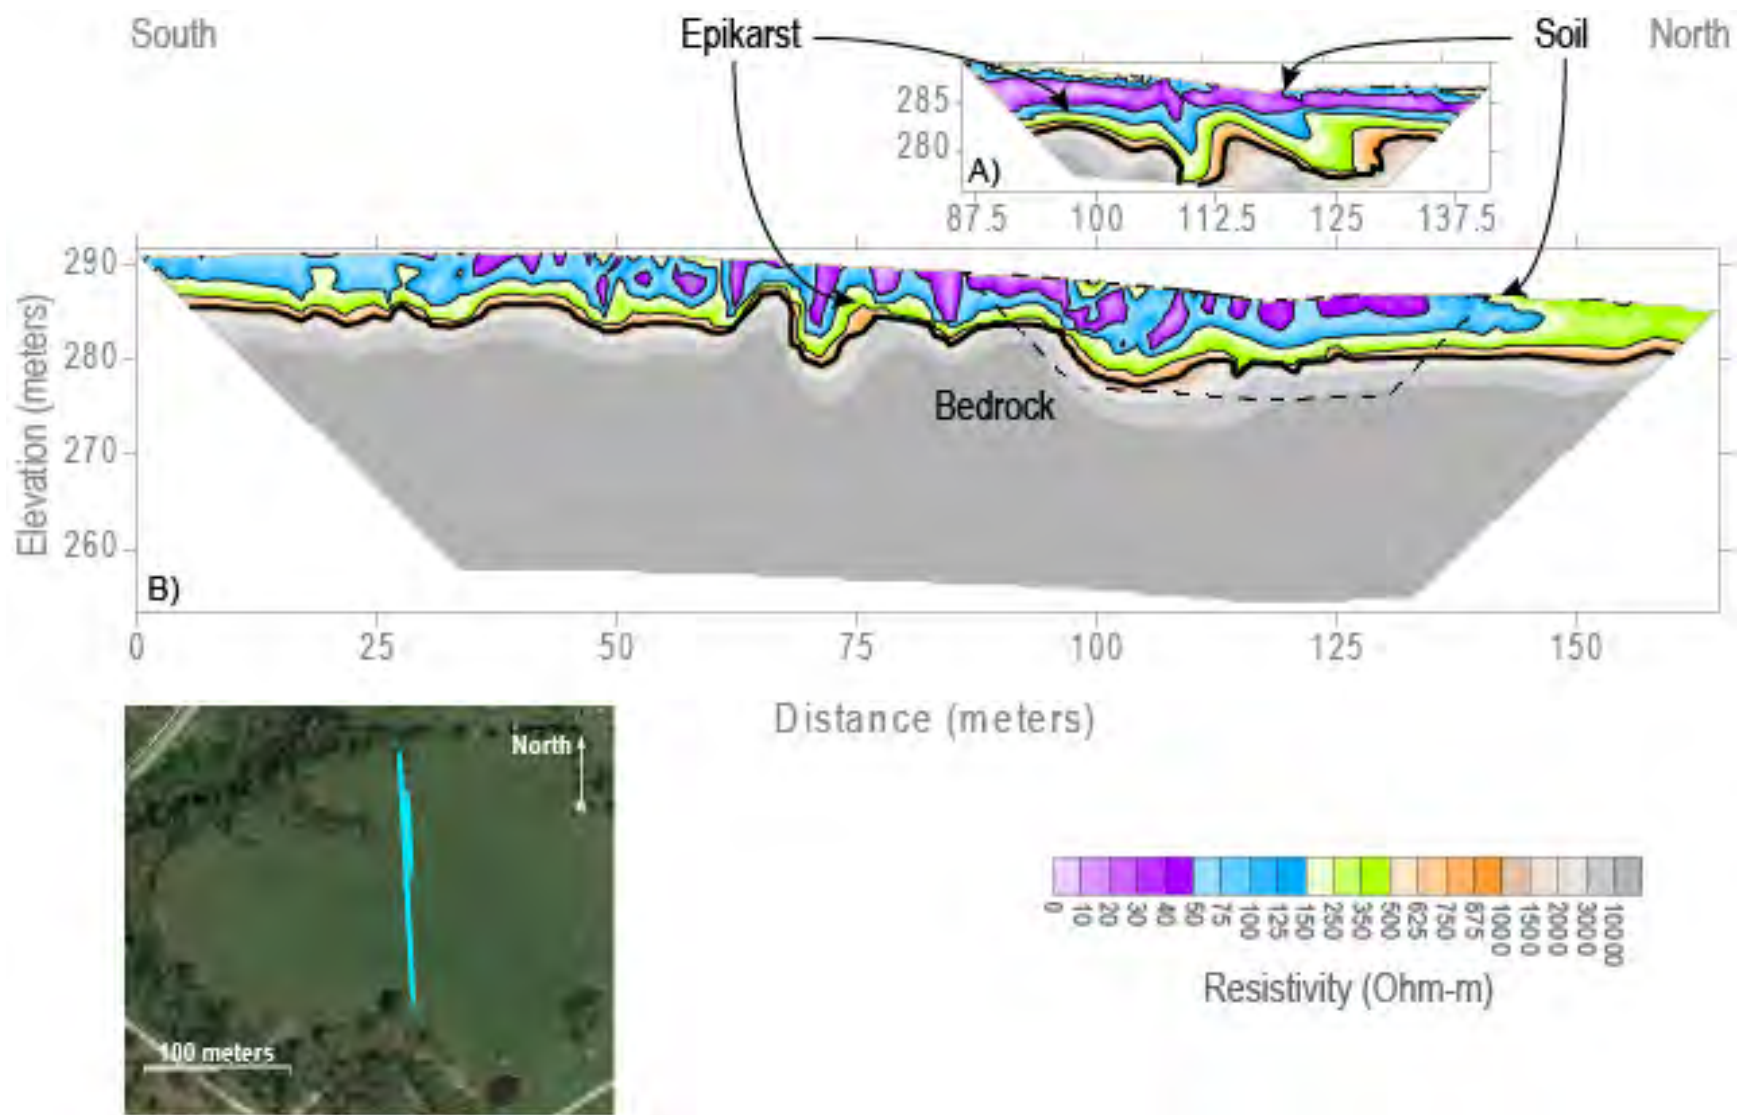 South
Epikarst
Soil
North
285
280
A)
87.5 100 112.5 125 137.5
290
280
270
260
Elevation (meters)
Bedrock
B)
0 25 50 75 100 125 150
Distance (meters)
North
100 meters
0 10 20 30 40 50 75 100 125 150 250 350 500 625 750 875 1000 1500 2000 3000 10000
Resistivity (Ohm-m)